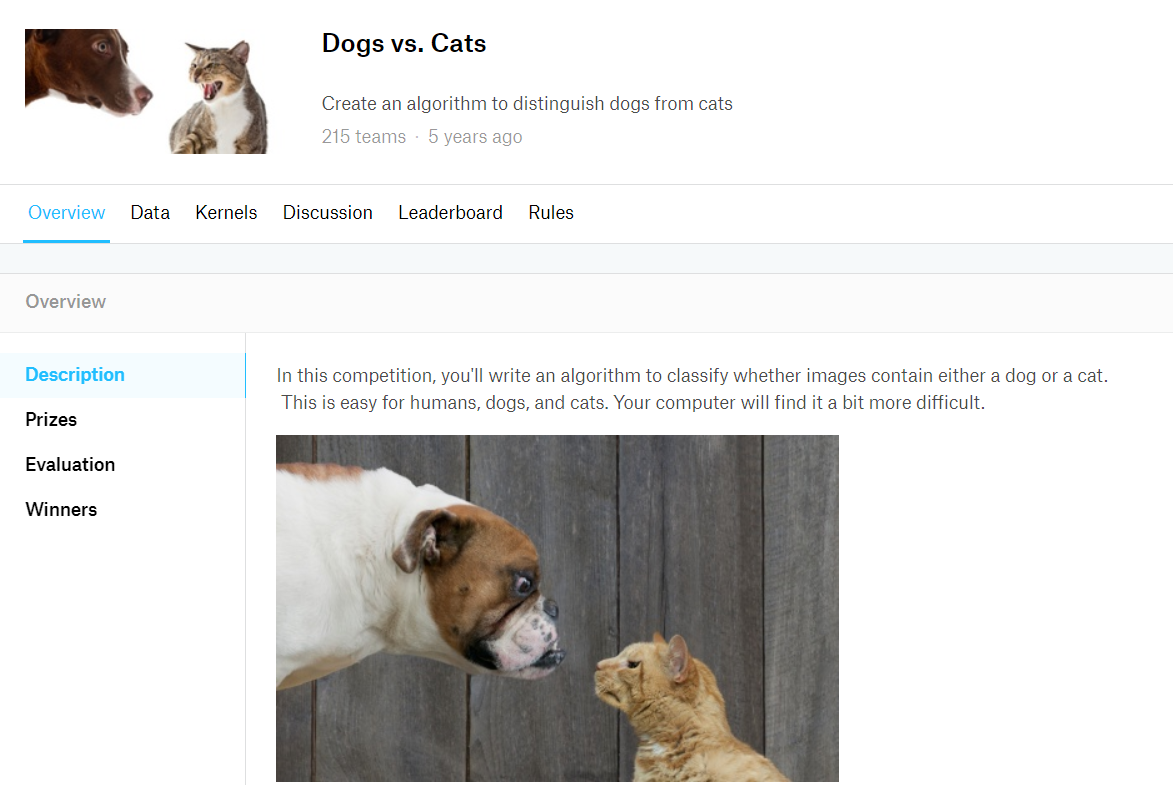 Dogs vs. Cats
Create an algorithm to distinguish dogs from cats
215 teams · 5 years ago
Overview Data Kernels Discussion Leaderboard Rules
Overview
Description
Prizes
Evaluation
Winners
In this competition, you'll write an algorithm to classify whether images contain either a dog or a cat.
This is easy for humans, dogs, and cats. Your computer will find it a bit more difficult.